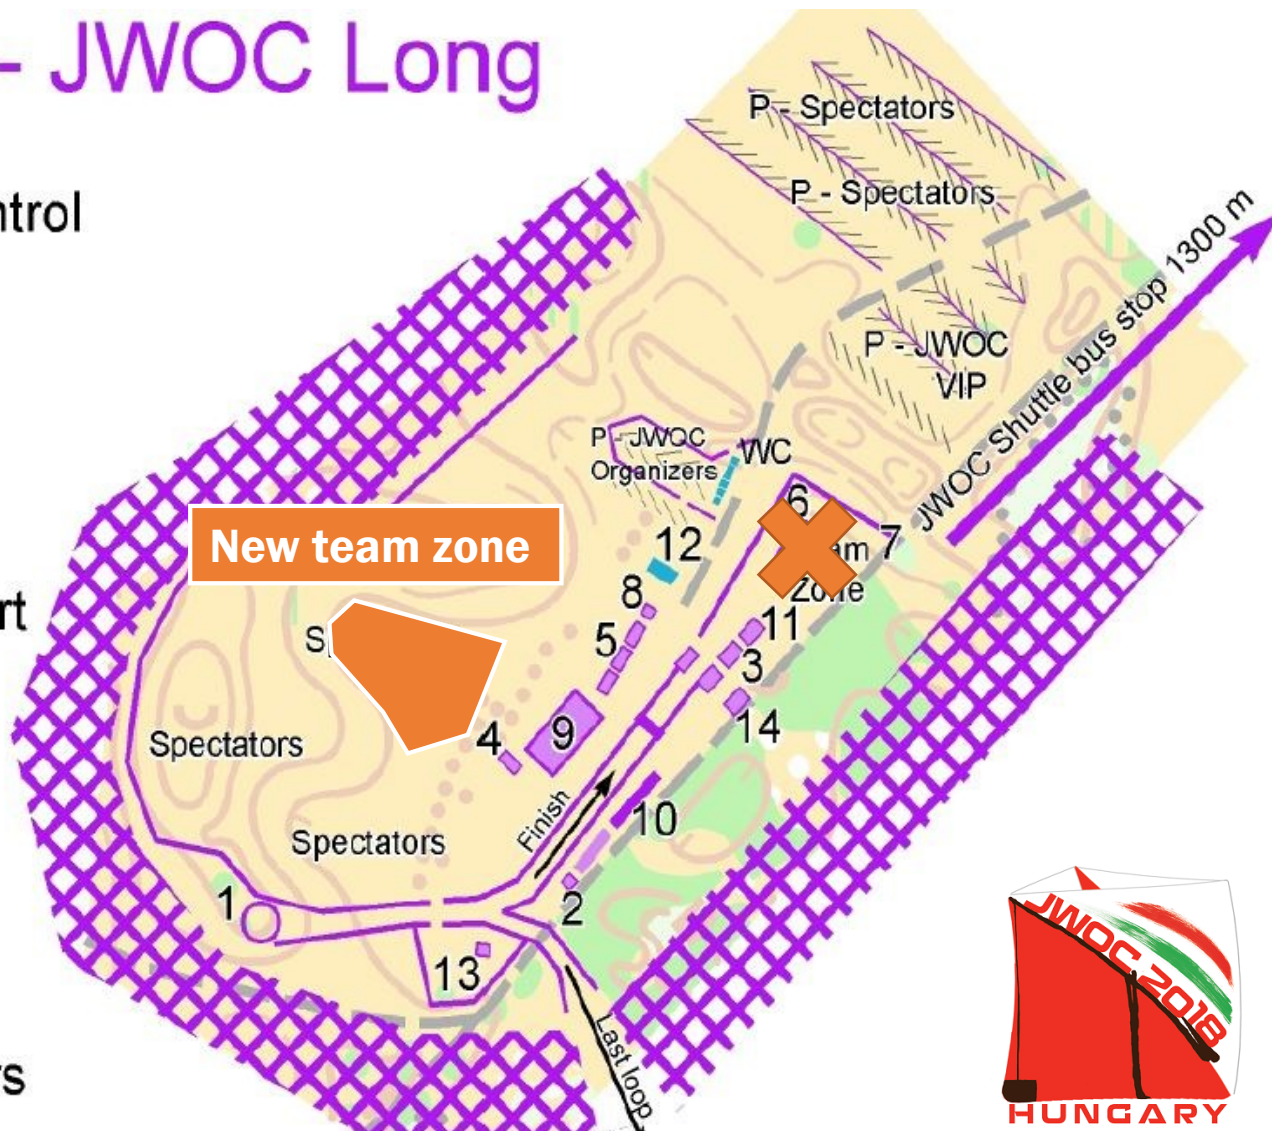 - JWOC Long
P - Spectators
ntrol
P - Spectators
JWOC Shuttle bus stop 1300 m
P - JWOC
VIP
P - JWOC
Organizers
WC
6
7
New team zone
12
am
Zone
8
rt
11
5
S
3
14
4
9
Spectators
10
Finish
Spectators
1
2
13
Last loop
rs
JWOC 2018
HUNGARY